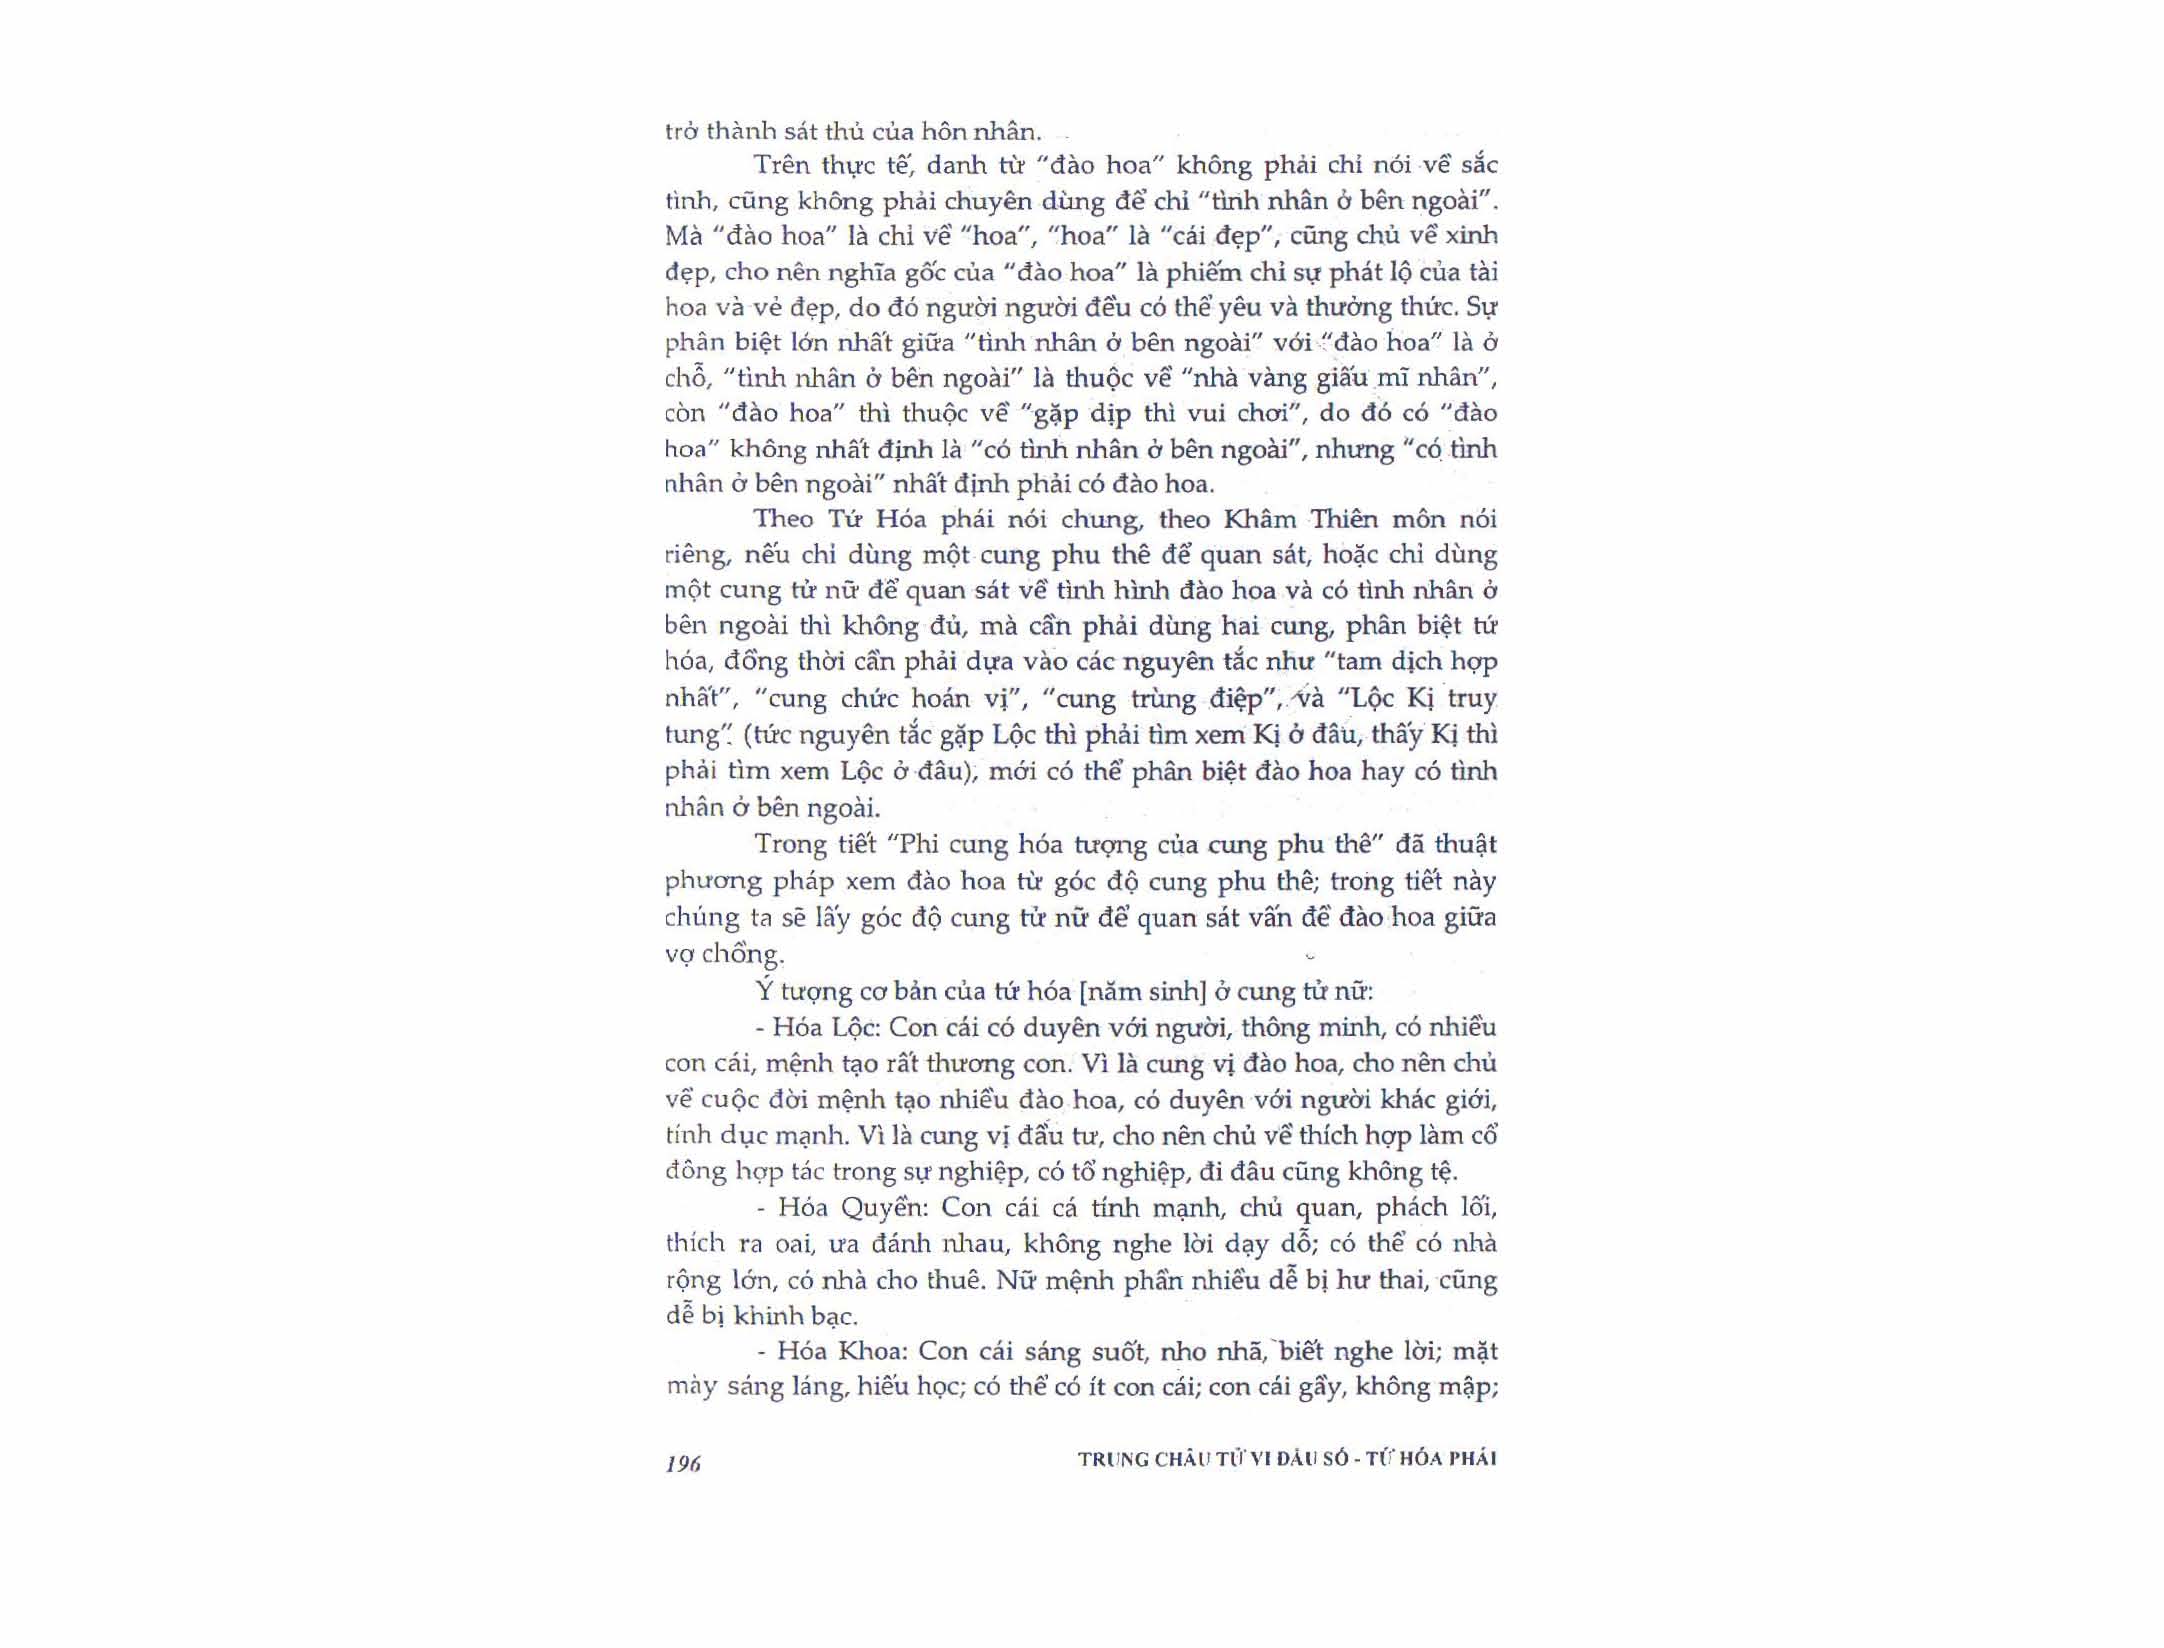 trở thành sát thủ của hôn nhân.
Trên thực tế, danh từ "đào hoa" không phải chỉ nói về sắc
tình, cũng không phải chuyên dùng để chỉ "tình nhân ở bên ngoài".
Mà "đào hoa" là chỉ về "hoa", "hoa" là "cái đẹp", cũng chủ về xinh
đẹp, cho nên nghĩa gốc của "đào hoa" là phiếm chỉ sự phát lộ của tài
hoa và vẻ đẹp, do đó người người đều có thể yêu và thưởng thức. Sự
phân biệt lớn nhất giữa "tình nhân ở bên ngoài" với "đào hoa" là ở
chỗ, "tình nhân ở bên ngoài" là thuộc về "nhà vàng giấu mĩ nhân",
còn "đào hoa" thì thuộc về "gặp dịp thì vui chơi", do đó có "đào
hoa" không nhất định là "có tình nhân ở bên ngoài", nhưng "có tình
nhân ở bên ngoài" nhất định phải có đào hoa.
Theo Tứ Hóa phái nói chung, theo Khâm Thiên môn nói
riêng, nếu chỉ dùng một cung phu thê để quan sát, hoặc chỉ dùng
một cung tử nữ để quan sát về tình hình đào hoa và có tình nhân ở
bên ngoài thì không đủ, mà cần phải dùng hai cung, phân biệt tứ
hóa, đồng thời cần phải dựa vào các nguyên tắc như "tam dịch hợp
nhất", "cung chức hoán vị", "cung trùng điệp", và "Lộc Kị truy
tung". (tức nguyên tắc gặp Lộc thì phải tìm xem Kị ở đâu, thấy Kị thì
phải tìm xem Lộc ở đâu), mới có thể phân biệt đào hoa hay có tình
nhân ở bên ngoài.
Trong tiết "Phi cung hóa tượng của cung phu thê" đã thuật
phương pháp xem đào hoa từ góc độ cung phu thê; trong tiết này
chúng ta sẽ lấy góc độ cung tử nữ để quan sát vấn đề đào hoa giữa
vợ chồng.
Ý tượng cơ bản của tứ hóa [năm sinh] ở cung tử nữ:
- Hóa Lộc: Con cái có duyên với người, thông minh, có nhiều
con cái, mệnh tạo rất thương con. Vì là cung vị đào hoa, cho nên chủ
về cuộc đời mệnh tạo nhiều đào hoa, có duyên với người khác giới,
tính dục mạnh. Vì là cung vị đầu tư, cho nên chủ về thích hợp làm cổ
đông hợp tác trong sự nghiệp, có tổ nghiệp, đi đâu cũng không tệ.
- Hóa Quyền: Con cái cá tính mạnh, chủ quan, phách lối,
thích ra oai, ưa đánh nhau, không nghe lời dạy dỗ; có thể có nhà
rộng lớn, có nhà cho thuê. Nữ mệnh phần nhiều dễ bị hư thai, cũng
dễ bị khinh bạc.
- Hóa Khoa: Con cái sáng suốt, nho nhã, biết nghe lời; mặt
mày sáng láng, hiếu học; có thể có ít con cái; con cái gầy, không mập;
196
TRUNG CHÂU TỬ VI ĐẨU SỐ - TỨ HÓA PHÁI